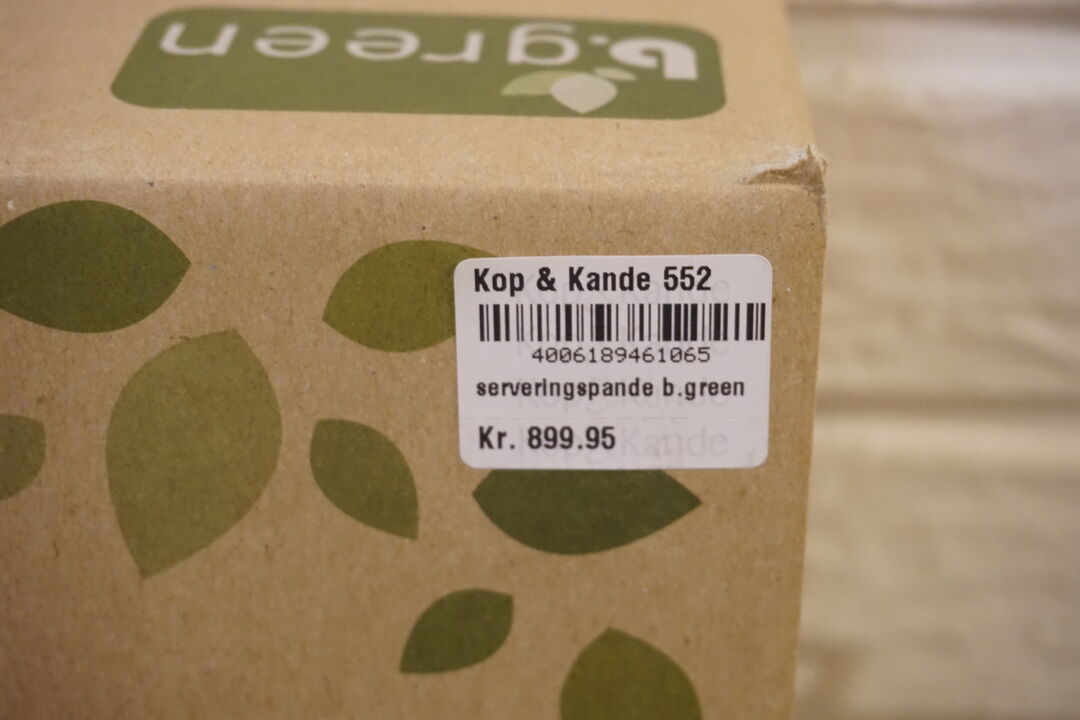 b.green
Kop & Kande 552
4006189461065
serveringspande b.green
Kr. 899.95